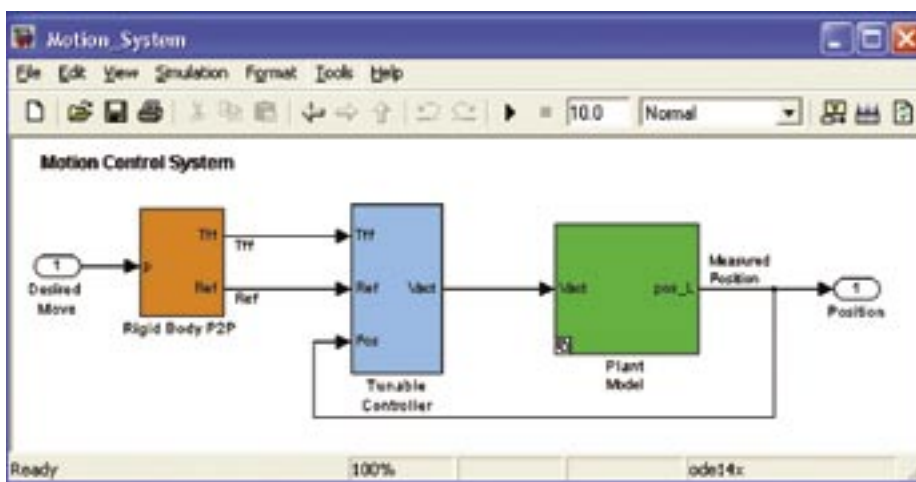 Motion_System
File Edit View Simulation Format Tools Help
10.0 Normal
Motion Control System
1
Desired
Move
p
Tff
Ref
Rigid Body P2P
Tff
Ref
Tff
Ref
Pos
Vact
Tunable
Controller
Vact
pos_L
Plant
Model
Measured
Position
1
Position
Ready 100% ode14x